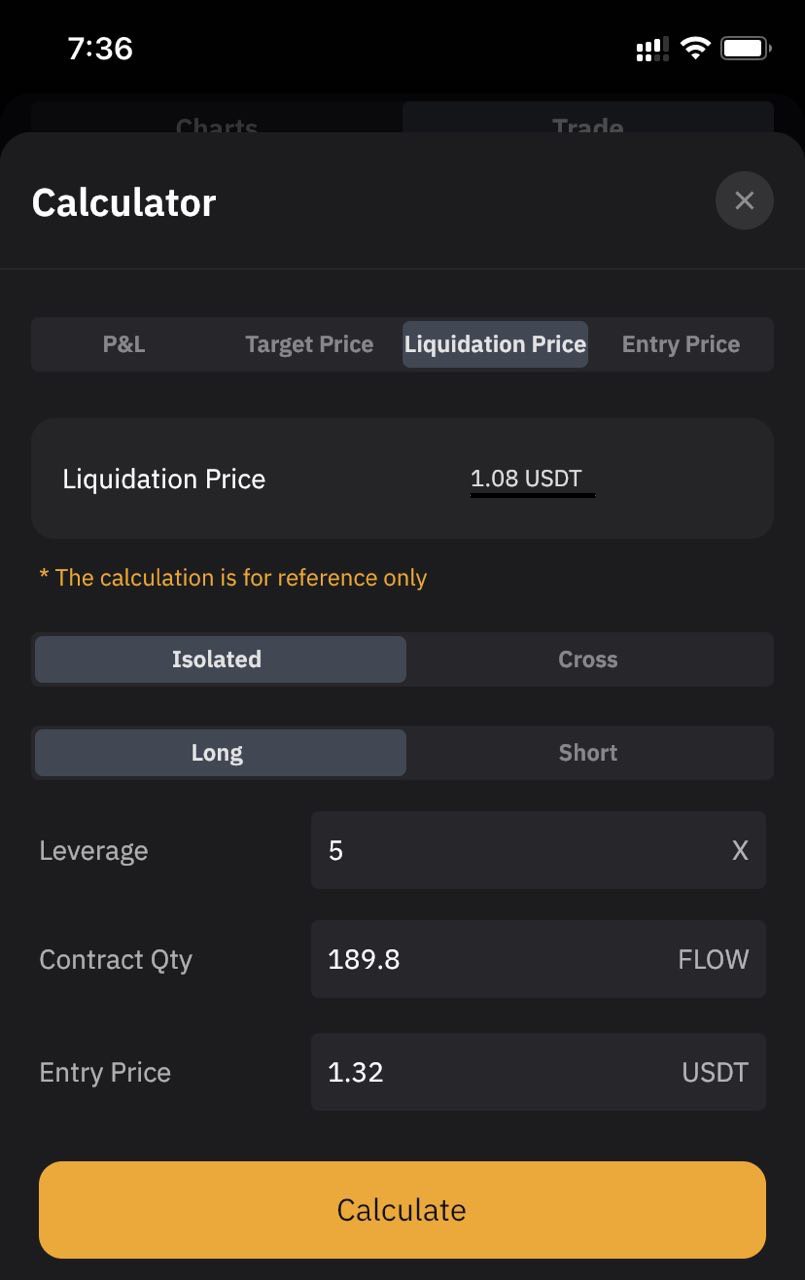 7:36
Charts Trade
Calculator
P&L Target Price Liquidation Price Entry Price
Liquidation Price 1.08 USDT
* The calculation is for reference only
Isolated Cross
Long Short
Leverage 5 X
Contract Qty 189.8 FLOW
Entry Price 1.32 USDT
Calculate